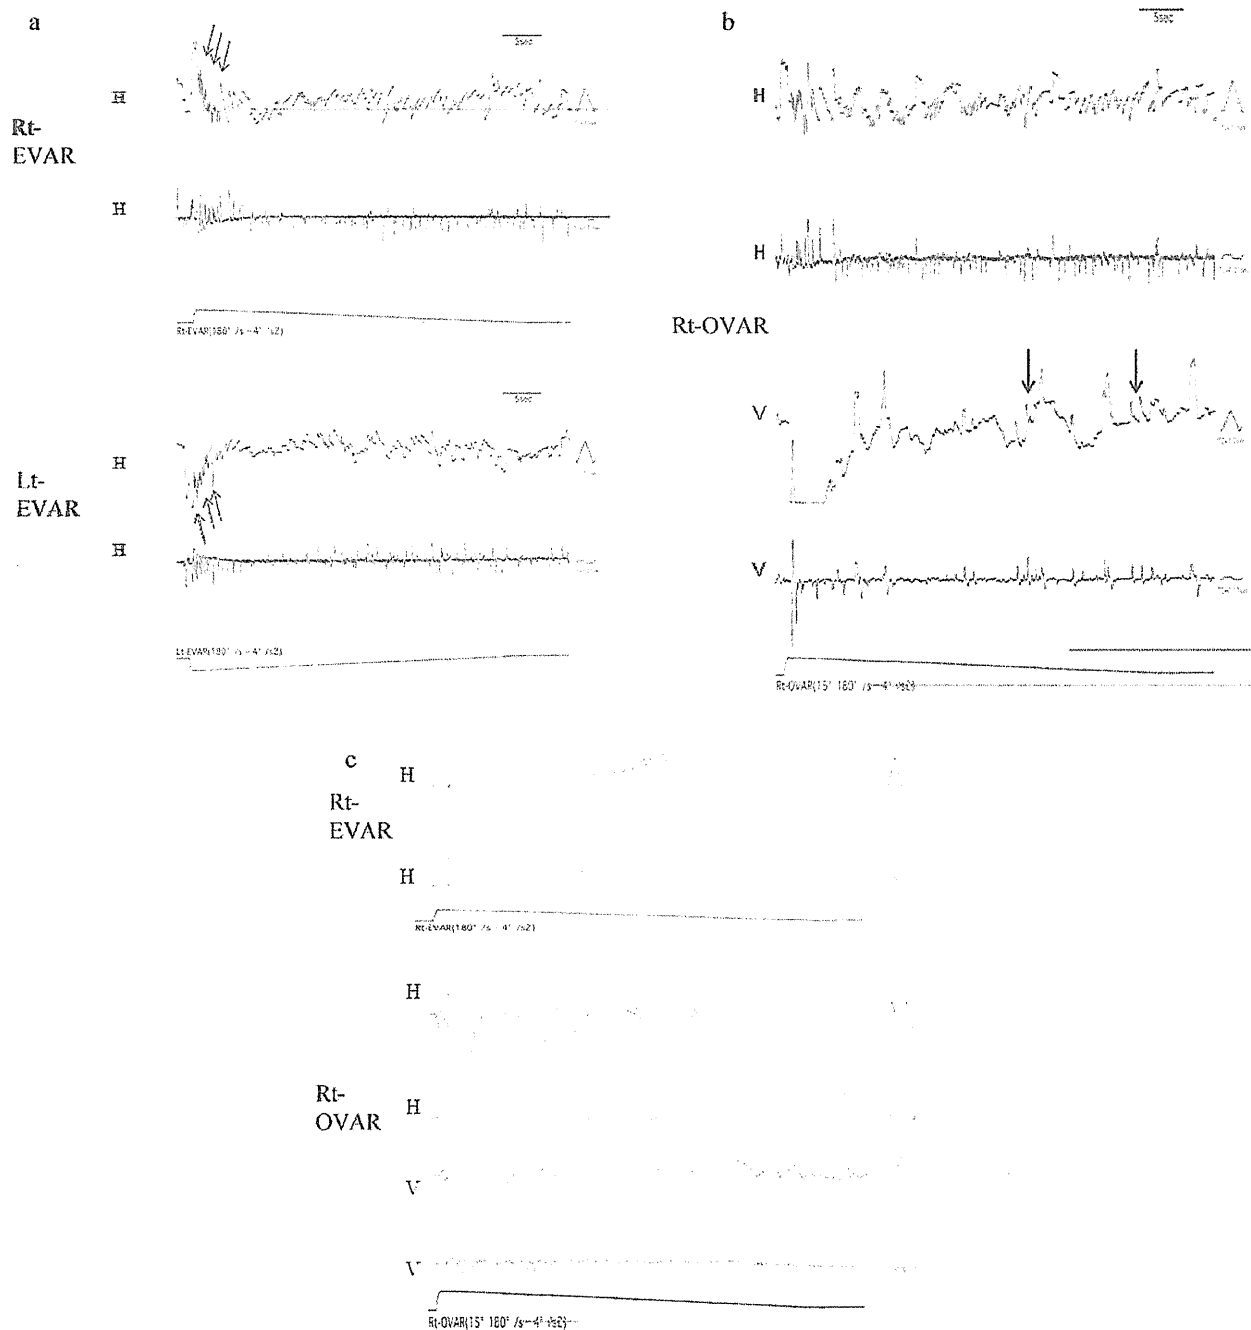 a
5sec
H
Rt-
EVAR
H
Rt-EVAR(180° /s -4° /s2)
5sec
H
Lt-
EVAR
H
Lt-EVAR(180° /s -4° /s2)
b
5sec
H
H
Rt-OVAR
V
V
Rt-OVAR(15° 180° /s -4° /s2)
c
H
Rt-
EVAR
H
Rt-EVAR(180° /s - 4° /s2)
H
Rt-
OVAR
H
V
V
Rt-OVAR(15° 180° /s -4° /s2)